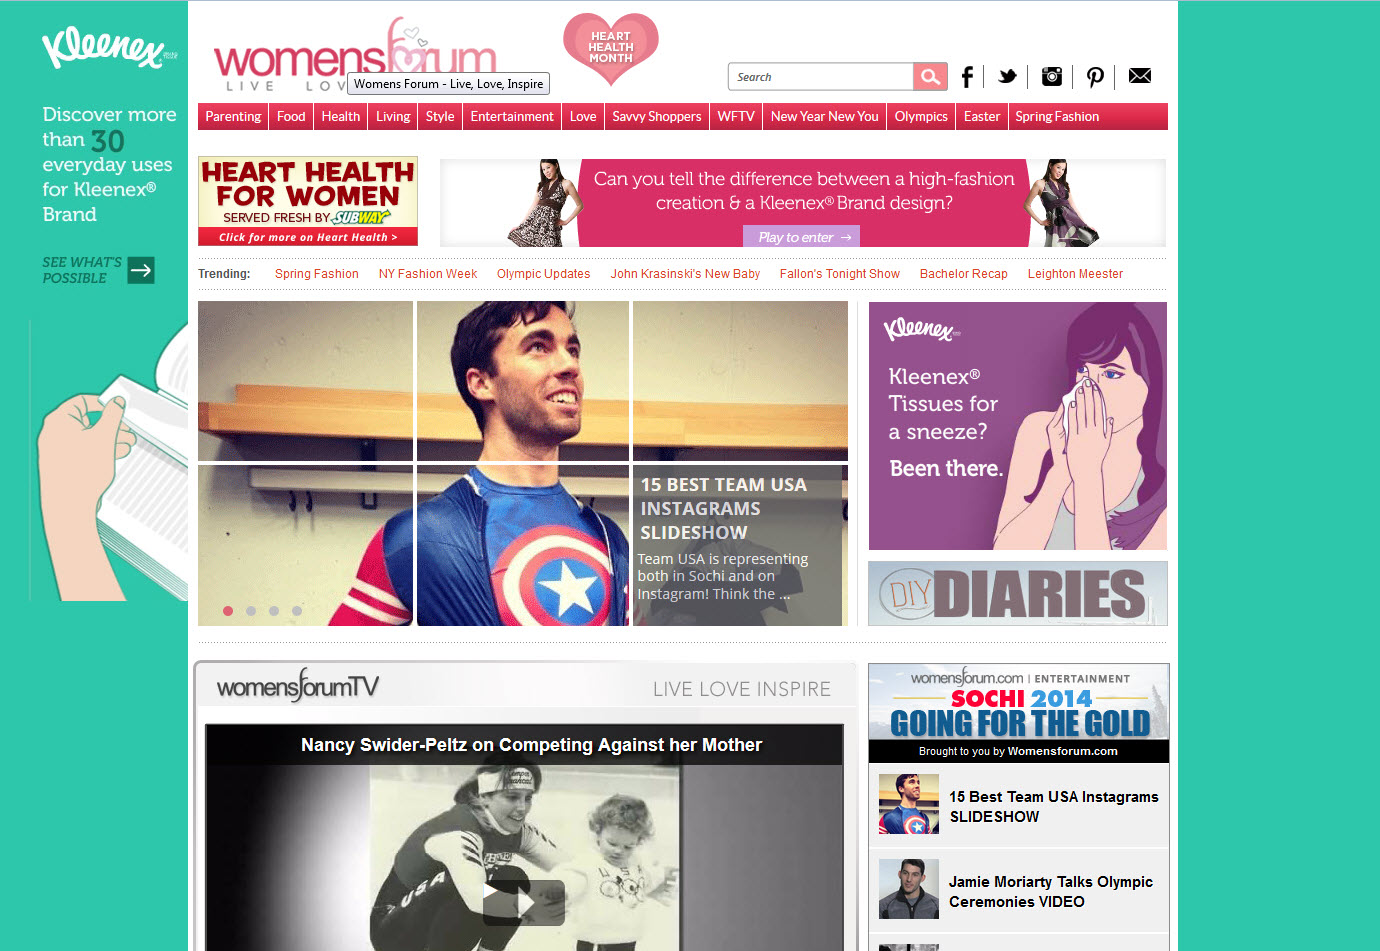 Kleenex
Discover more
than 30
everyday uses
for Kleenex®
Brand
SEE WHAT'S
POSSIBLE
womensforum
LIVE LOV
Womens Forum - Live, Love, Inspire
HEART
HEALTH
MONTH
Search
Parenting Food Health Living Style Entertainment Love Savvy Shoppers WFTV New Year New You Olympics Easter Spring Fashion
HEART HEALTH
FOR WOMEN
SERVED FRESH BY SUBWAY
Click for more on Heart Health >
Can you tell the difference between a high-fashion
creation & a Kleenex® Brand design?
Play to enter →
Trending: Spring Fashion NY Fashion Week Olympic Updates John Krasinski's New Baby Fallon's Tonight Show Bachelor Recap Leighton Meester
15 BEST TEAM USA
INSTAGRAMS
SLIDESHOW
Team USA is representing
both in Sochi and on
Instagram! Think the ...
Kleenex
Kleenex®
Tissues for
a sneeze?
Been there.
DIY DIARIES
womensforumTV
LIVE LOVE INSPIRE
Nancy Swider-Peltz on Competing Against her Mother
USA
womensforum.com | ENTERTAINMENT
SOCHI 2014
GOING FOR THE GOLD
Brought to you by Womensforum.com
15 Best Team USA Instagrams
SLIDESHOW
Jamie Moriarty Talks Olympic
Ceremonies VIDEO